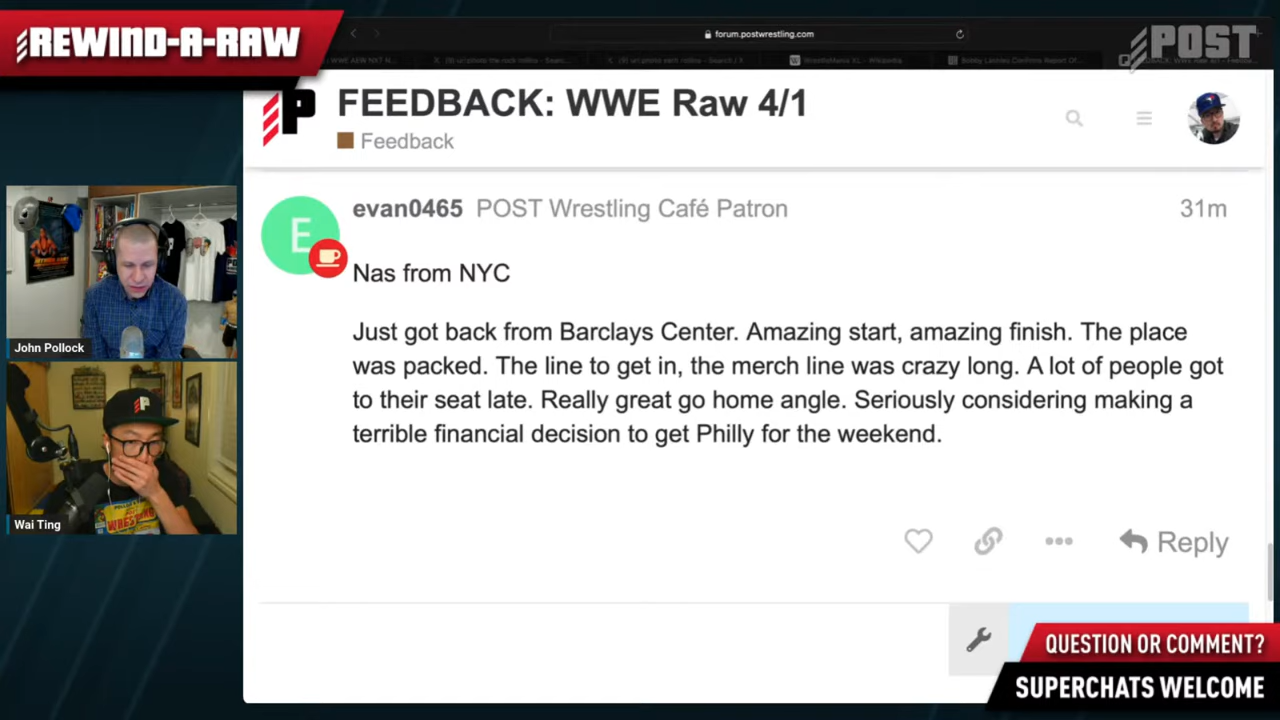 REWIND-A-RAW
forum.postwrestling.com
POST
P
FEEDBACK: WWE Raw 4/1
Feedback
evan0465 POST Wrestling Café Patron 31m
E
Nas from NYC
Just got back from Barclays Center. Amazing start, amazing finish. The place
was packed. The line to get in, the merch line was crazy long. A lot of people got
to their seat late. Really great go home angle. Seriously considering making a
terrible financial decision to get Philly for the weekend.
Reply
John Pollock
Wai Ting
QUESTION OR COMMENT?
SUPERCHATS WELCOME